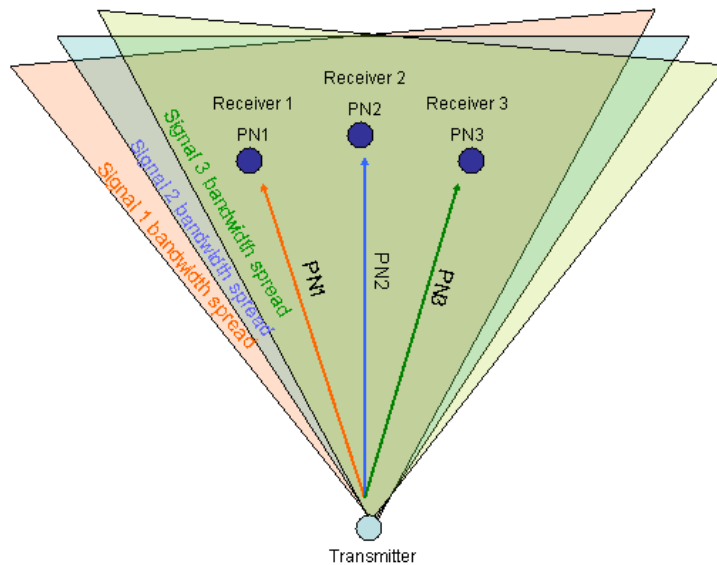 Receiver 2
Receiver 1
Receiver 3
PN2
PN1
PN3
Signal 3 bandwidth spread
Signal 2 bandwidth spread
Signal 1 bandwidth spread
PN1
PN2
PN3
Transmitter